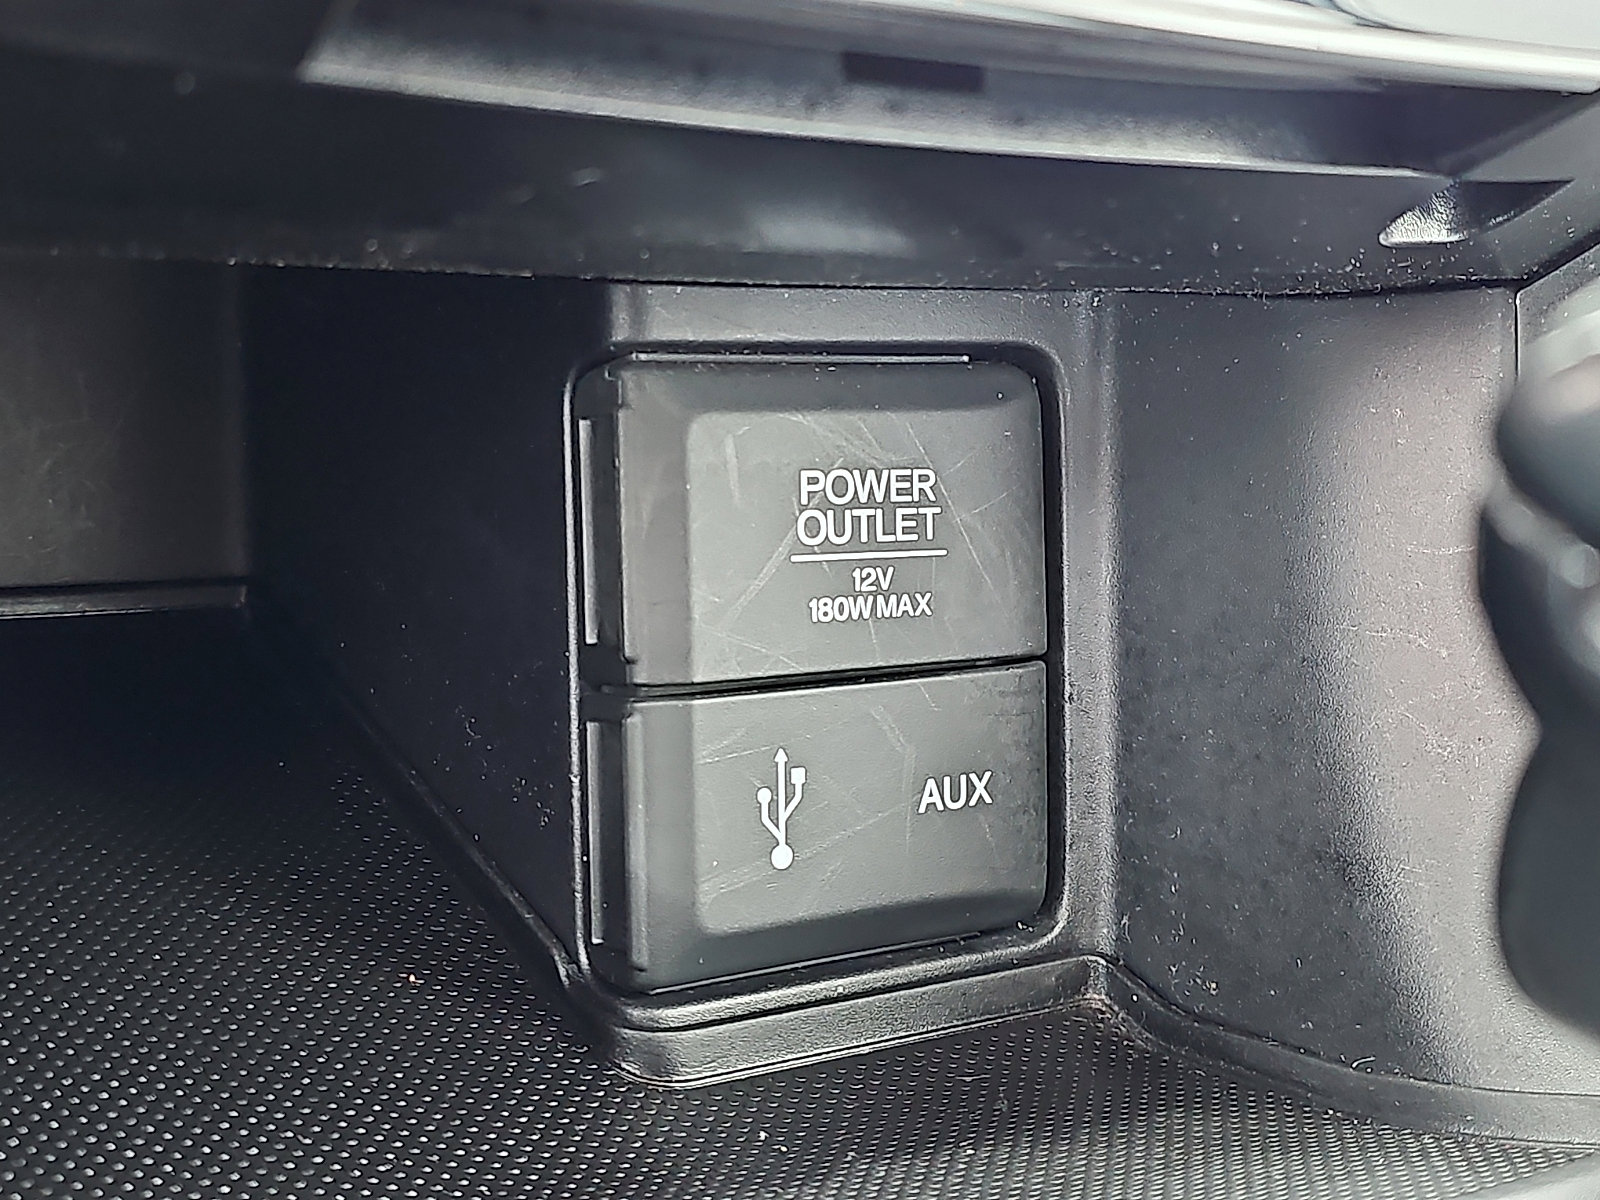 POWER
OUTLET
12V
180W MAX
AUX